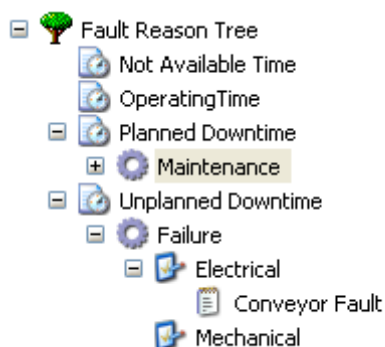 Fault Reason Tree
Not Available Time
OperatingTime
Planned Downtime
Maintenance
Unplanned Downtime
Failure
Electrical
Conveyor Fault
Mechanical